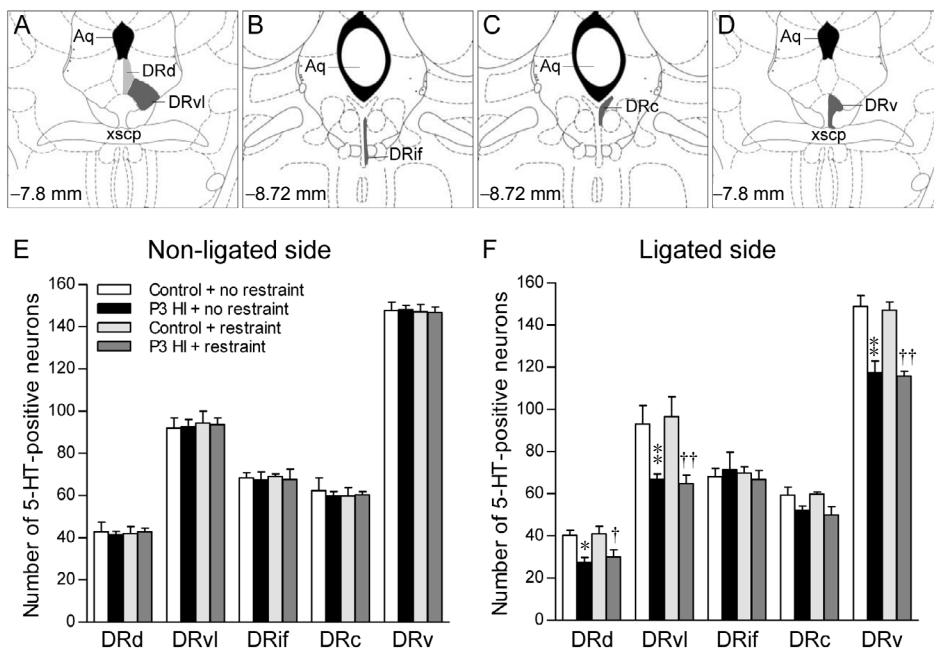 A
Aq
DRd
DRvl
xscp
−7.8 mm
B
Aq
DRif
−8.72 mm
C
Aq
DRc
−8.72 mm
D
Aq
DRv
xscp
−7.8 mm
E Non-ligated side
Number of 5-HT-positive neurons
160
140
120
100
80
60
40
20
0
Control + no restraint
P3 HI + no restraint
Control + restraint
P3 HI + restraint
DRd DRvl DRif DRc DRv
F Ligated side
Number of 5-HT-positive neurons
160
140
120
100
80
60
40
20
0
* †
** ††
** ††
DRd DRvl DRif DRc DRv